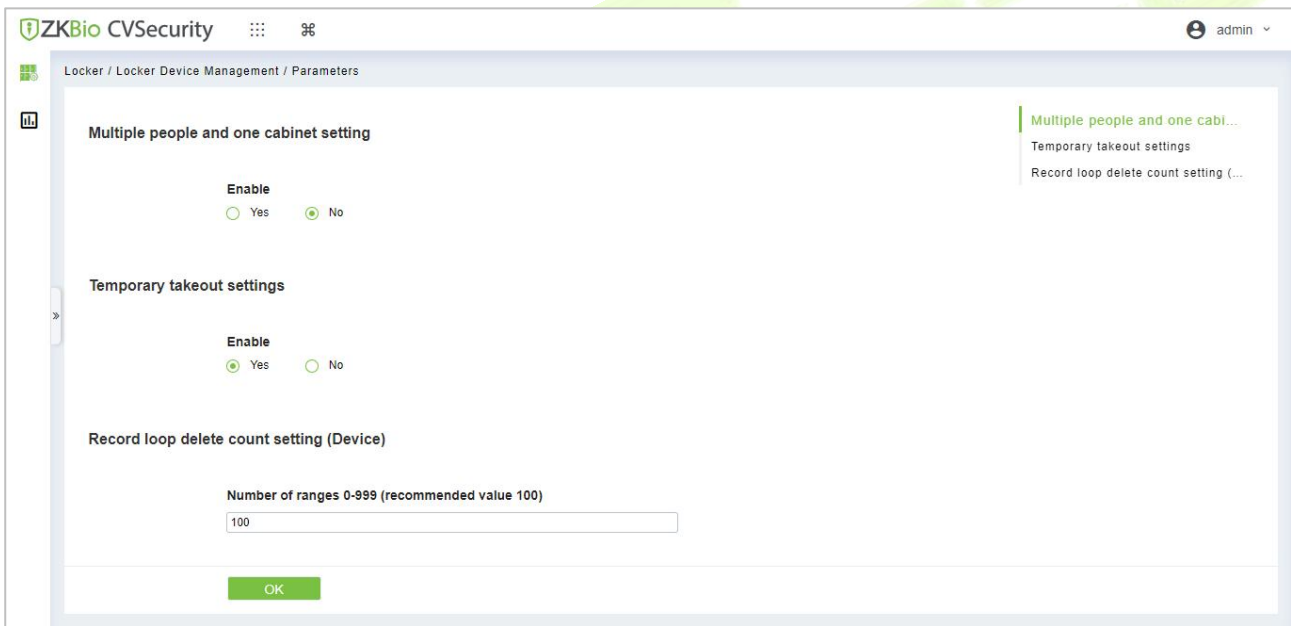 ZKBio CVSecurity admin
Locker / Locker Device Management / Parameters
Multiple people and one cabinet setting
Enable
Yes No
Temporary takeout settings
Enable
Yes No
Record loop delete count setting (Device)
Number of ranges 0-999 (recommended value 100)
100
OK
Multiple people and one cabi...
Temporary takeout settings
Record loop delete count setting (...